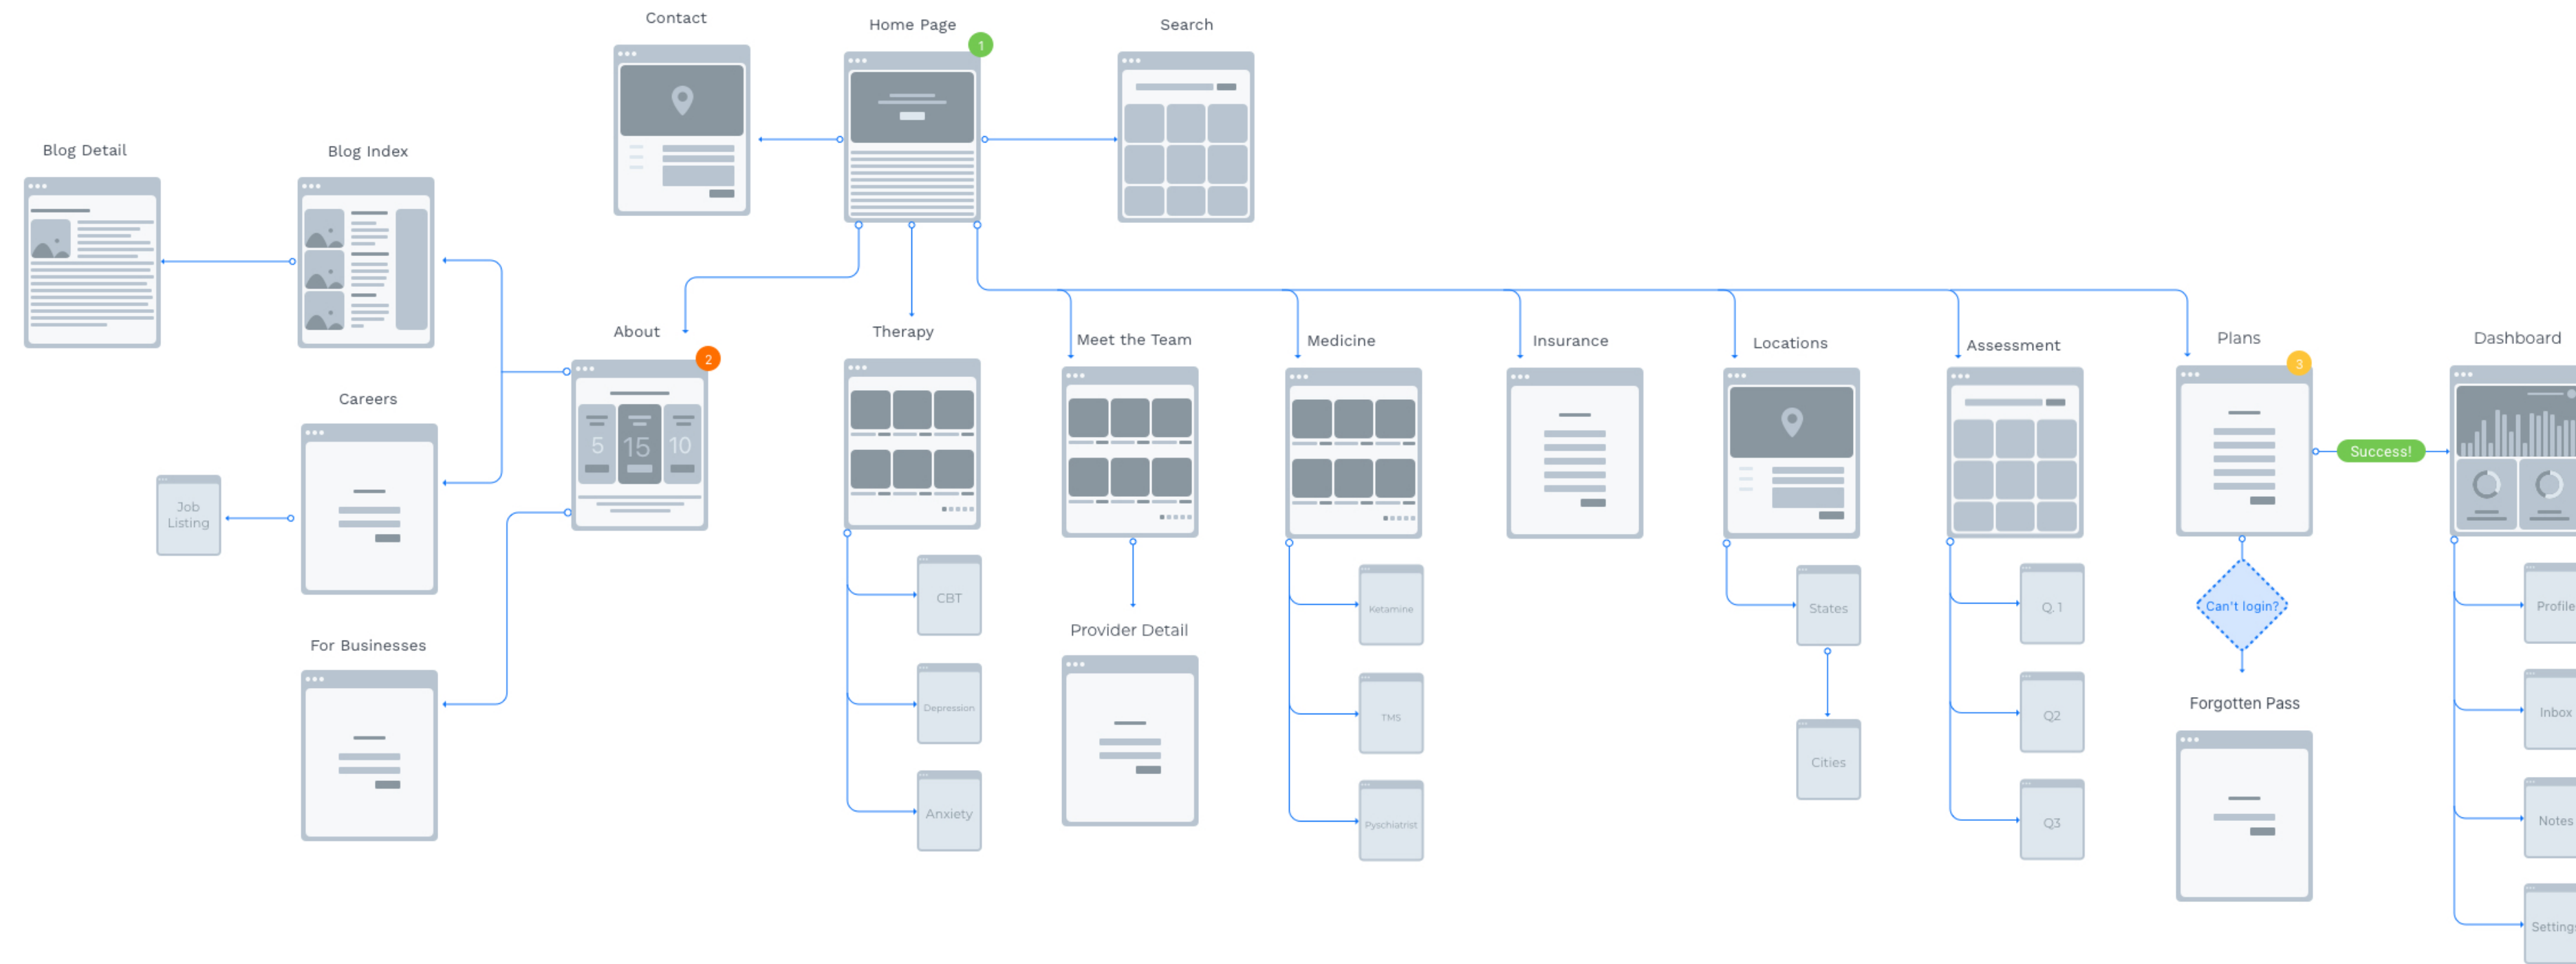 Contact
Home Page
1
Search
Blog Detail
Blog Index
About
2
5
15
10
Careers
Job
Listing
For Businesses
Therapy
CBT
Depression
Anxiety
Meet the Team
Provider Detail
Medicine
Ketamine
TMS
Pyschiatrist
Insurance
Locations
States
Cities
Assessment
Q. 1
Q2
Q3
Plans
3
Success!
Can't login?
Forgotten Pass
Dashboard
Profile
Inbox
Notes
Setting